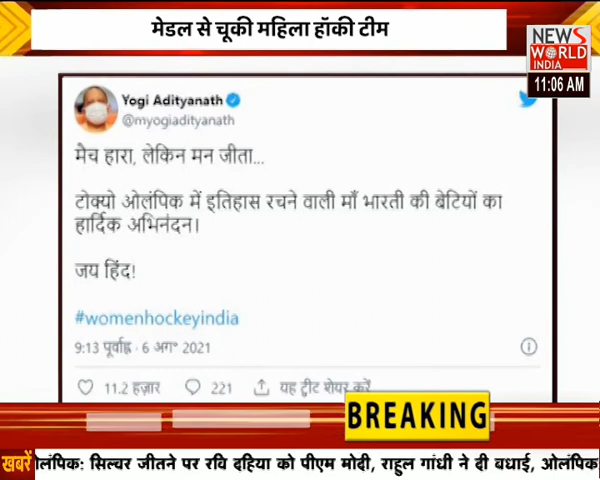 मेडल से चूकी महिला हॉकी टीम
NEWS
WORLD
INDIA
11:06 AM
Yogi Adityanath
@myogiadityanath
मैच हारा, लेकिन मन जीता...
टोक्यो ओलंपिक में इतिहास रचने वाली माँ भारती की बेटियों का
हार्दिक अभिनंदन।
जय हिंद!
#womenhockeyindia
9:13 पूर्वाह्न · 6 अग॰ 2021
11.2 हज़ार 221 यह ट्वीट शेयर करें
BREAKING
खबरें
लंपिक: सिल्वर जीतने पर रवि दहिया को पीएम मोदी, राहुल गांधी ने दी बधाई, ओलंपिक